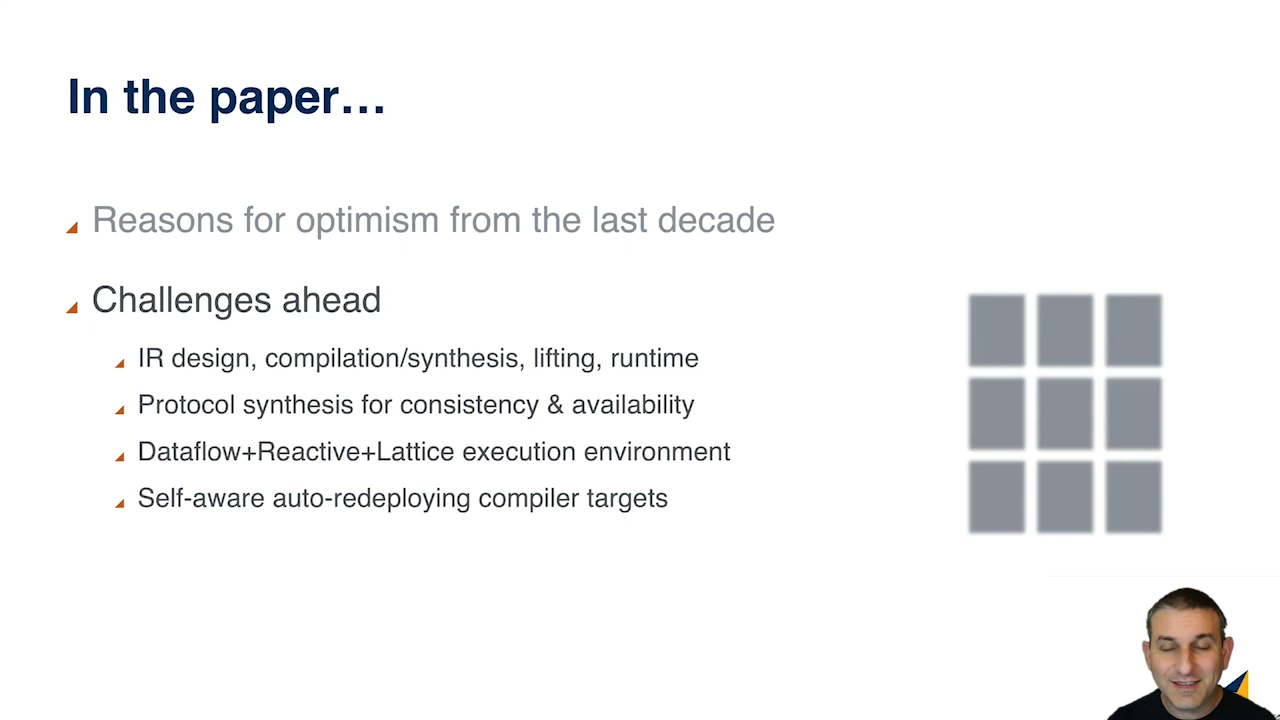 In the paper…
Reasons for optimism from the last decade
Challenges ahead
IR design, compilation/synthesis, lifting, runtime
Protocol synthesis for consistency & availability
Dataflow+Reactive+Lattice execution environment
Self-aware auto-redeploying compiler targets